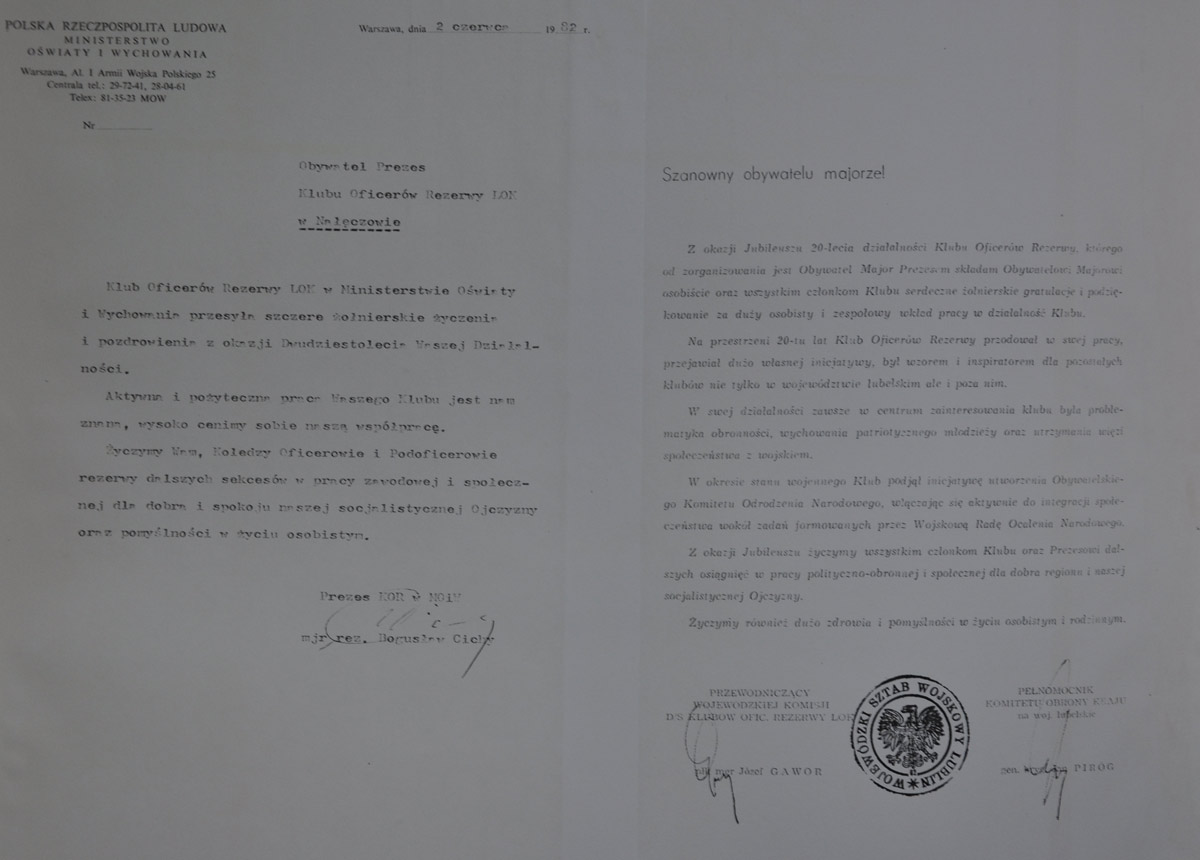 POLSKA RZECZPOSPOLITA LUDOWA
MINISTERSTWO
OŚWIATY I WYCHOWANIA
Warszawa, Al. I Armii Wojska Polskiego 25
Centrala tel.: 29-72-41, 28-04-61
Telex: 81-35-23 MOW
Nr
Warszawa, dnia 2 czerwca 1982 r.
Obywatel Prezes
Klubu Oficerów Rezerwy LOK
w Nałęczowie
Klub Oficerów Rezerwy LOK w Ministerstwie Oświaty
i Wychowania przesyła szczere żołnierskie życzenia
i pozdrowienia z okazji Dwudziestolecia Waszej Działal-
ności.
Aktywna i pożyteczna praca Waszego Klubu jest nam
znana, wysoko cenimy sobie naszą współpracę.
Życzymy Wam, Koledzy Oficerowie i Podoficerowie
rezerwy dalszych sekcesów w pracy zawodowej i społecz-
nej dla dobra i spokoju naszej socjalistycznej Ojczyzny
oraz pomyślności w życiu osobistym.
Prezes KOR w MOiW
mjr rez. Bogusław Cichy
Szanowny obywatelu majorze!
Z okazji Jubileuszu 20-lecia działalności Klubu Oficerów Rezerwy, którego
od zorganizowania jest Obywatel Major Prezesem składam Obywatelowi Majorowi
osobiście oraz wszystkim członkom Klubu serdeczne żołnierskie gratulacje i podzię-
kowanie za duży osobisty i zespołowy wkład pracy w działalność Klubu.
Na przestrzeni 20-tu lat Klub Oficerów Rezerwy przodował w swej pracy,
przejawiał dużo własnej inicjatywy, był wzorem i inspiratorem dla pozostałych
klubów nie tylko w województwie lubelskim ale i poza nim.
W swej działalności zawsze w centrum zainteresowania klubu była proble-
matyka obronności, wychowania patriotycznego młodzieży oraz utrzymania więzi
społeczeństwa z wojskiem.
W okresie stanu wojennego Klub podjął inicjatywę utworzenia Obywatelskie-
go Komitetu Odrodzenia Narodowego, włączając się aktywnie do integracji społe-
czeństwa wokół zadań formowanych przez Wojskową Radę Ocalenia Narodowego.
Z okazji Jubileuszu życzymy wszystkim członkom Klubu oraz Prezesowi dal-
szych osiągnięć w pracy polityczno-obronnej i społecznej dla dobra regionu i naszej
socjalistycznej Ojczyzny.
Życzymy również dużo zdrowia i pomyślności w życiu osobistym i rodzinnym.
PRZEWODNICZĄCY
WOJEWÓDZKIEJ KOMISJI
D/S KLUBÓW OFIC. REZERWY LOK
mgr Józef GAWOR
WOJEWÓDZKI SZTAB WOJSKOWY LUBLIN
PEŁNOMOCNIK
KOMITETU OBRONY KRAJU
na woj. lubelskie
PIRÓG